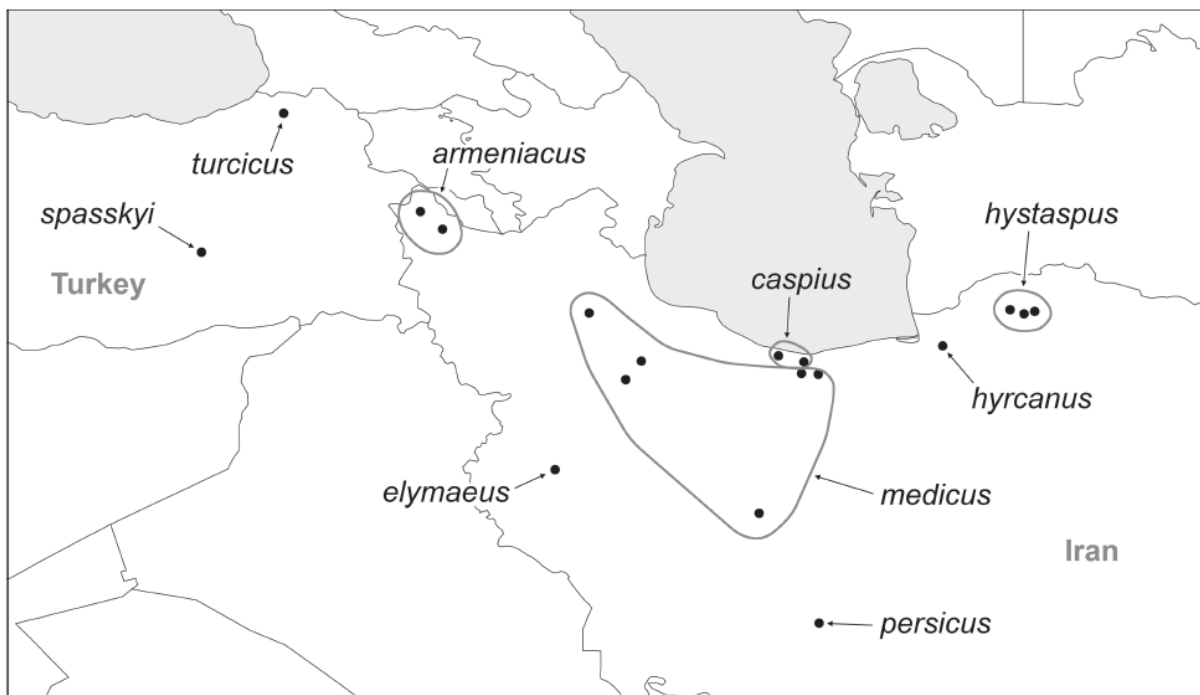 turcicus
armeniacus
spasskyi
hystaspus
Turkey
caspius
hyrcanus
elymaeus
medicus
Iran
persicus